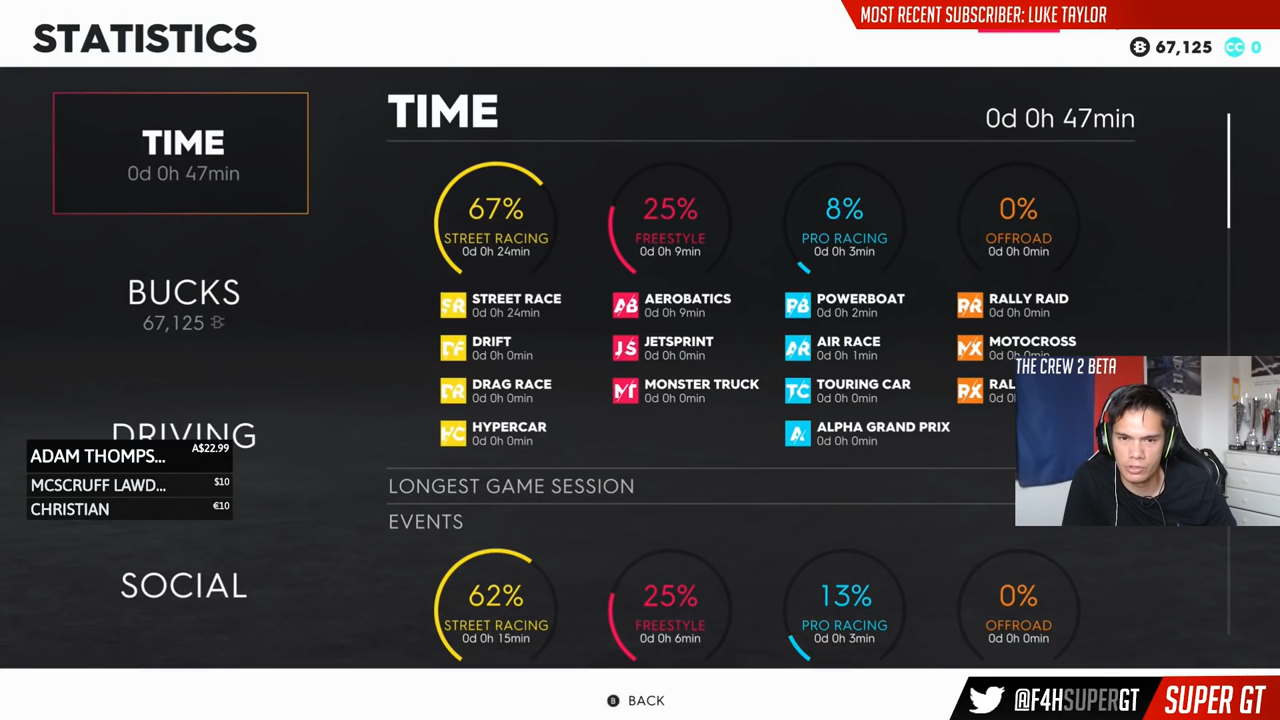 STATISTICS
MOST RECENT SUBSCRIBER: LUKE TAYLOR
67,125 CC 0
TIME
0d 0h 47min
BUCKS
67,125
DRIVING
ADAM THOMPS... A$22.99
MCSCRUFF LAWD... $10
CHRISTIAN €10
SOCIAL
TIME 0d 0h 47min
67% 25% 8% 0%
STREET RACING FREESTYLE PRO RACING OFFROAD
0d 0h 24min 0d 0h 9min 0d 0h 3min 0d 0h 0min
SR STREET RACE AB AEROBATICS PB POWERBOAT RR RALLY RAID
0d 0h 24min 0d 0h 9min 0d 0h 2min 0d 0h 0min
DF DRIFT JS JETSPRINT AR AIR RACE MX MOTOCROSS
0d 0h 0min 0d 0h 0min 0d 0h 1min 0d 0h 0min
DR DRAG RACE MT MONSTER TRUCK TC TOURING CAR RX
0d 0h 0min 0d 0h 0min 0d 0h 0min
HC HYPERCAR ALPHA GRAND PRIX
0d 0h 0min 0d 0h 0min
THE CREW 2 BETA
LONGEST GAME SESSION
EVENTS
62% 25% 13% 0%
STREET RACING FREESTYLE PRO RACING OFFROAD
0d 0h 15min 0d 0h 6min 0d 0h 3min 0d 0h 0min
B BACK
@F4HSUPERGT SUPER GT